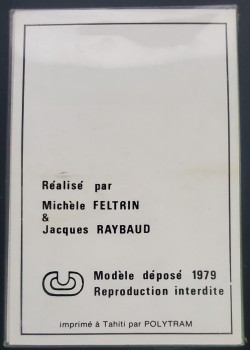 Réalisé par
Michèle FELTRIN
&
Jacques RAYBAUD
Modèle déposé 1979
Reproduction interdite
imprimé à Tahiti par POLYTRAM